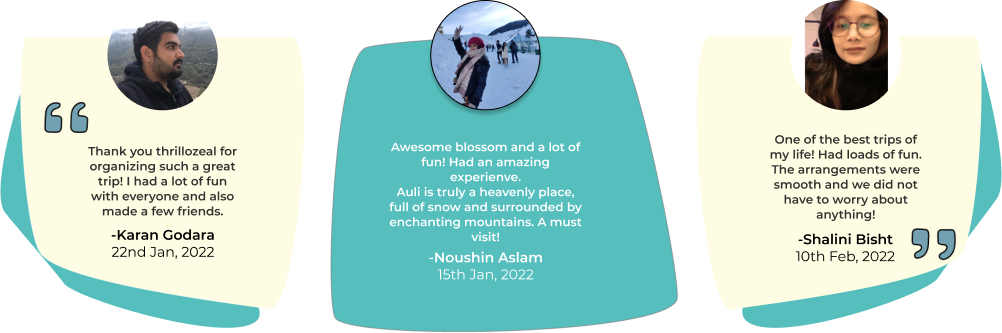 Thank you thrillozeal for
organizing such a great
trip! I had a lot of fun
with everyone and also
made a few friends.
-Karan Godara
22nd Jan, 2022
Awesome blossom and a lot of
fun! Had an amazing
experienve.
Auli is truly a heavenly place,
full of snow and surrounded by
enchanting mountains. A must
visit!
-Noushin Aslam
15th Jan, 2022
One of the best trips of
my life! Had loads of fun.
The arrangements were
smooth and we did not
have to worry about
anything!
-Shalini Bisht
10th Feb, 2022